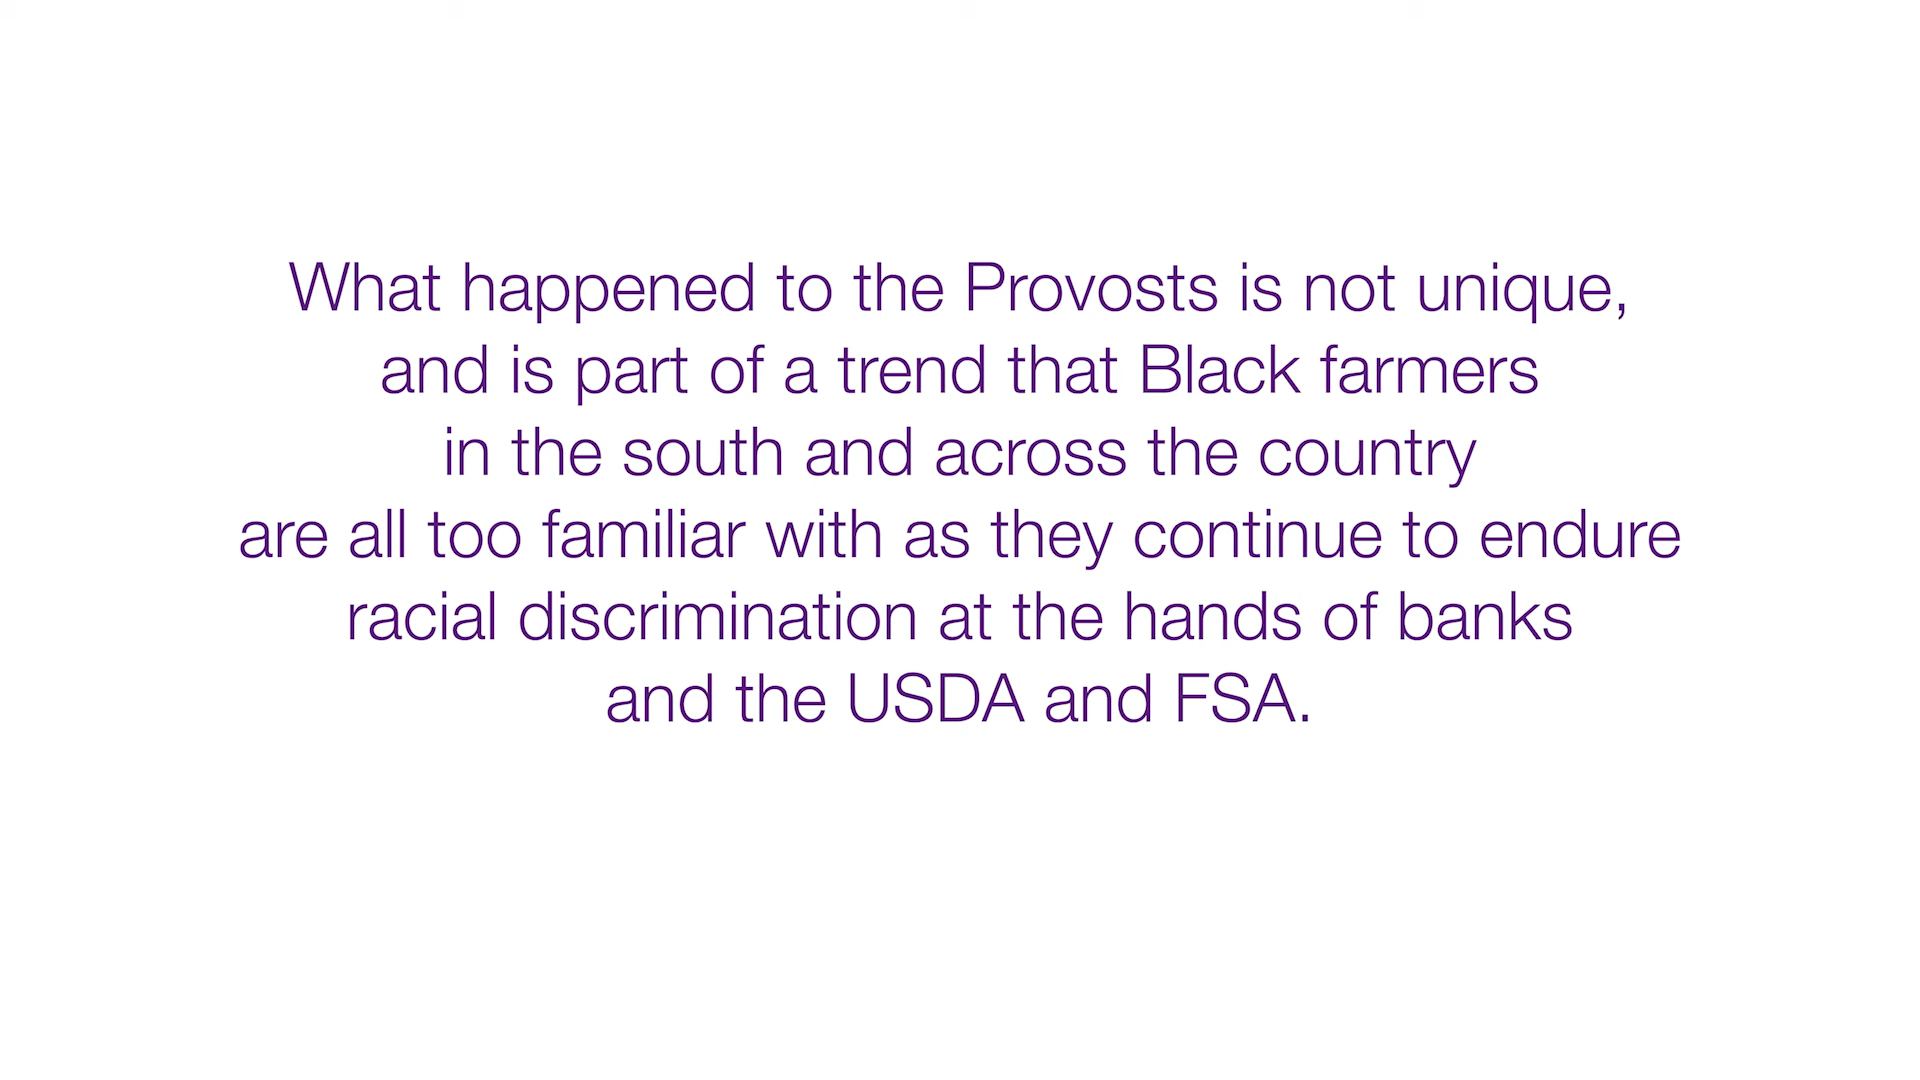 What happened to the Provosts is not unique,
and is part of a trend that Black farmers
in the south and across the country
are all too familiar with as they continue to endure
racial discrimination at the hands of banks
and the USDA and FSA.